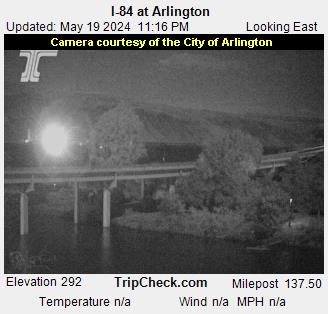 I-84 at Arlington
Updated: May 19 2024 11:16 PM Looking East
Camera courtesy of the City of Arlington
Elevation 292 TripCheck.com Milepost 137.50
Temperature n/a Wind n/a MPH n/a